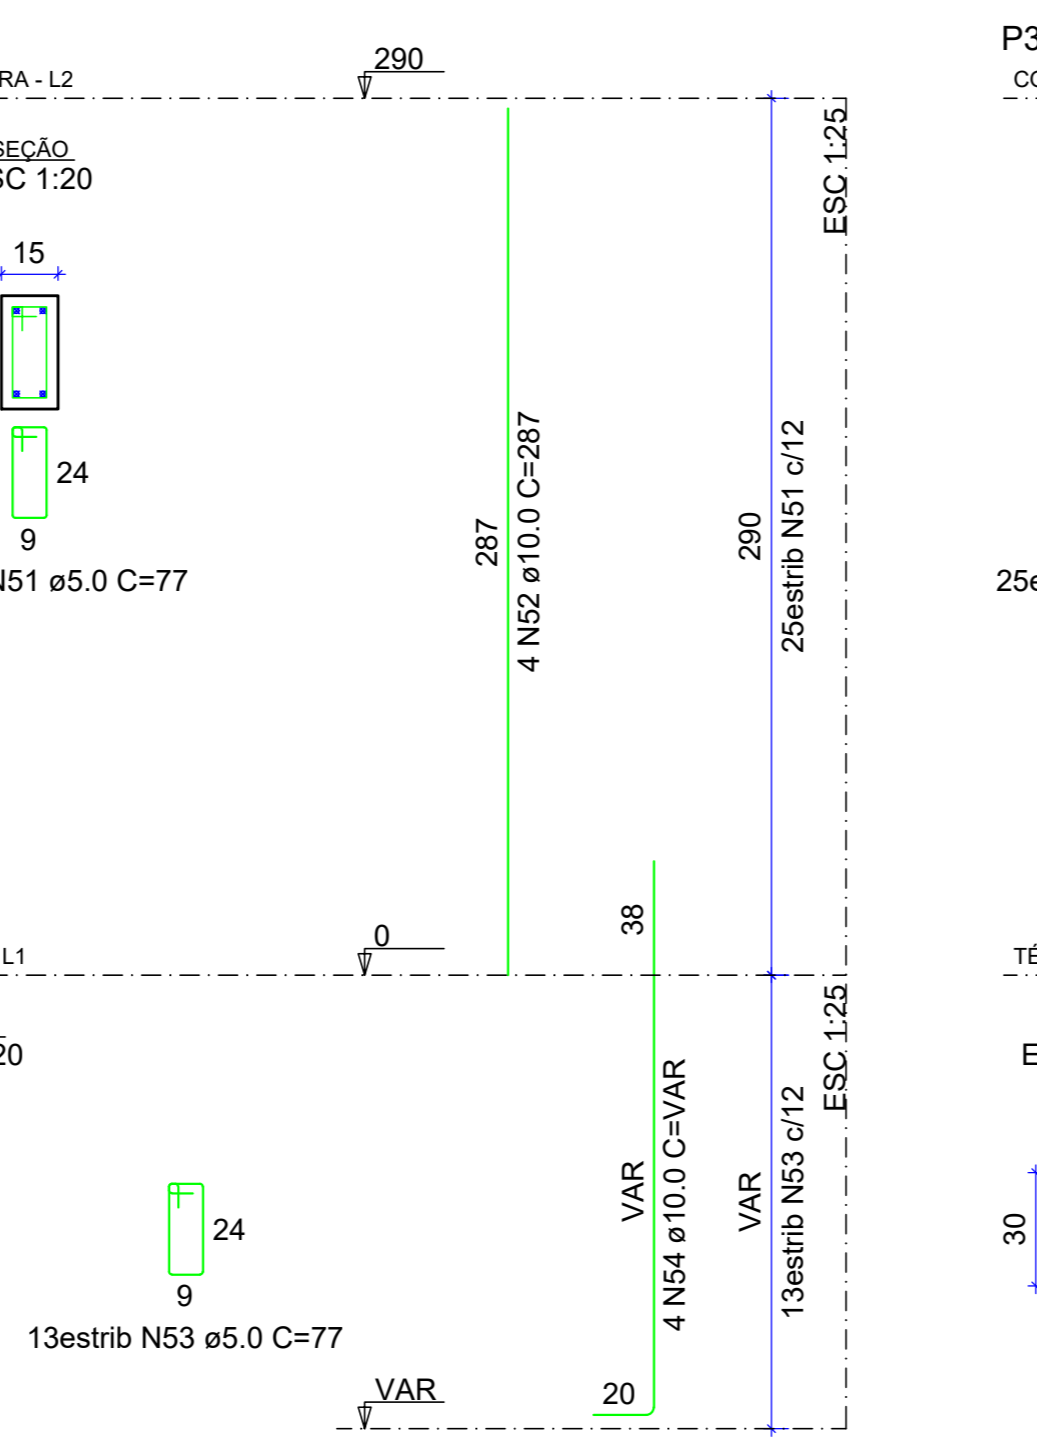 290
P3
RA - L2
SEÇÃO
SC 1:20
ESC 1:25
15
24
9
N51 ø5.0 C=77
287
4 N52 ø10.0 C=287
290
25estrib N51 c/12
25e
38
0
L1
TÉ
20
ESC 1:25
E
VAR
4 N54 ø10.0 C=VAR
VAR
13estrib N53 c/12
24
9
30
13estrib N53 ø5.0 C=77
VAR
20